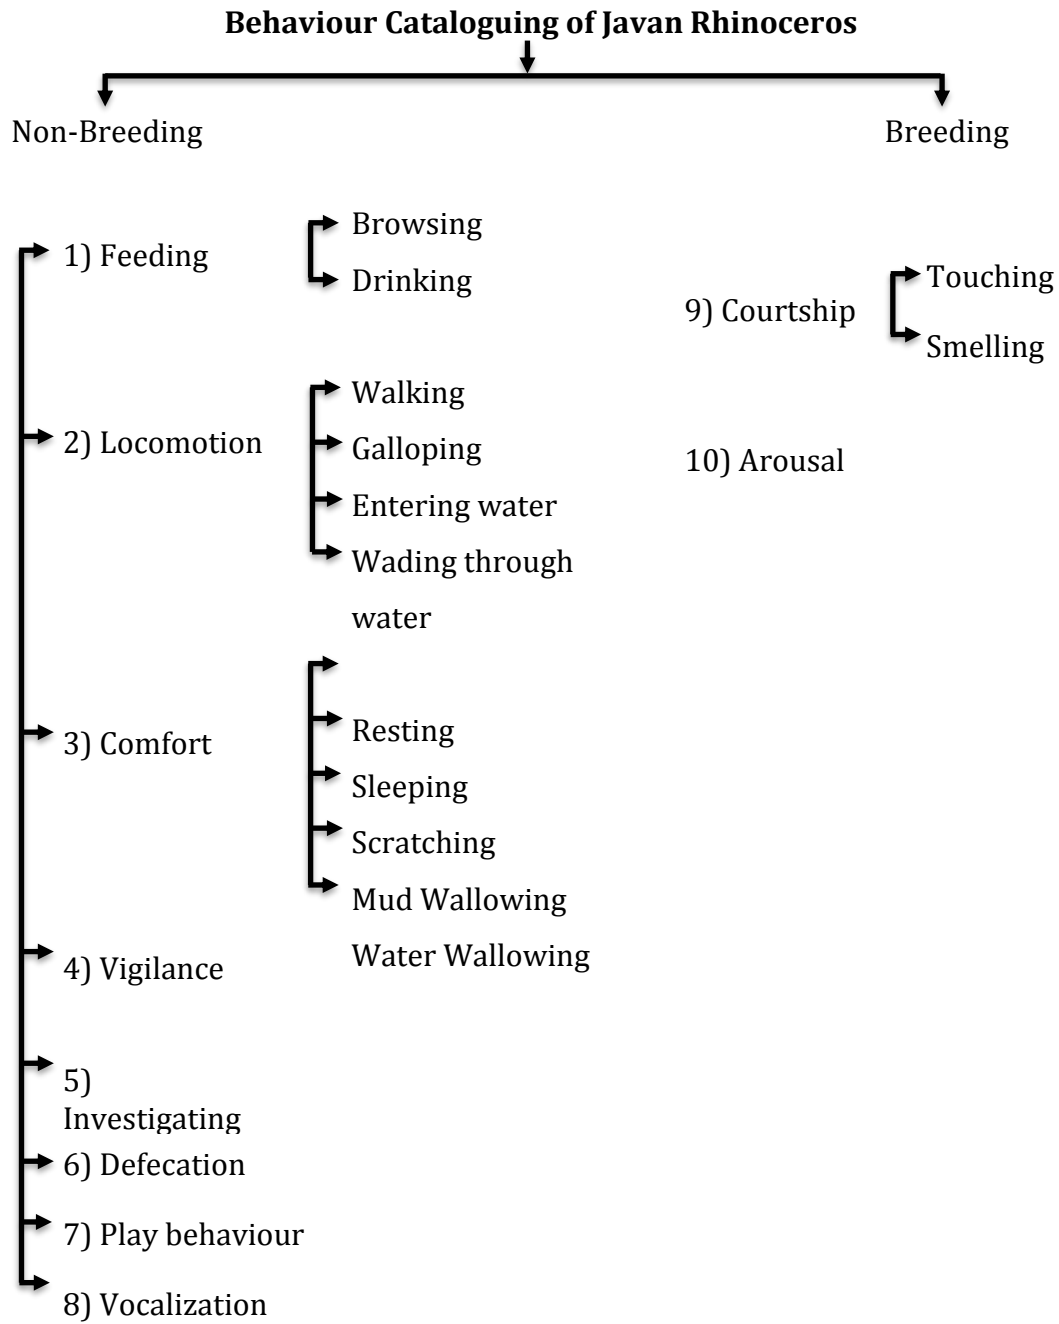 Behaviour Cataloguing of Javan Rhinoceros
Non-Breeding
Breeding
1) Feeding
Browsing
Drinking
2) Locomotion
Walking
Galloping
Entering water
Wading through
water
3) Comfort
Resting
Sleeping
Scratching
Mud Wallowing
Water Wallowing
4) Vigilance
5)
Investigating
6) Defecation
7) Play behaviour
8) Vocalization
9) Courtship
Touching
Smelling
10) Arousal